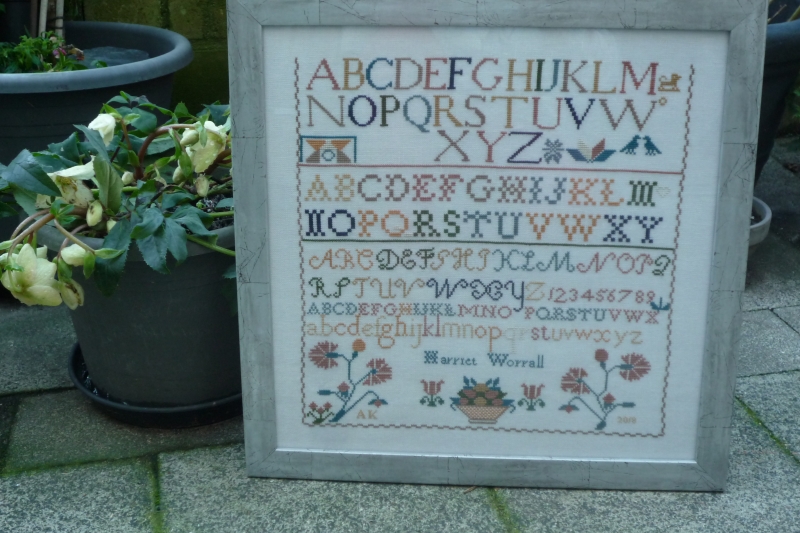 ABCDEFGHIJKLM
NOPQRSTUVW
XYZ
ABCDEFGHIJKLM
NOPQRSTUVWXY
ABCDEFGHIKLMNOPQ
RSTUVWXYZ123456789
ABCDEFGHIJKLMNO PQRSTUVWX
abcdefghijklmnopqrstuvwxyz
Harriet Worrall
AK